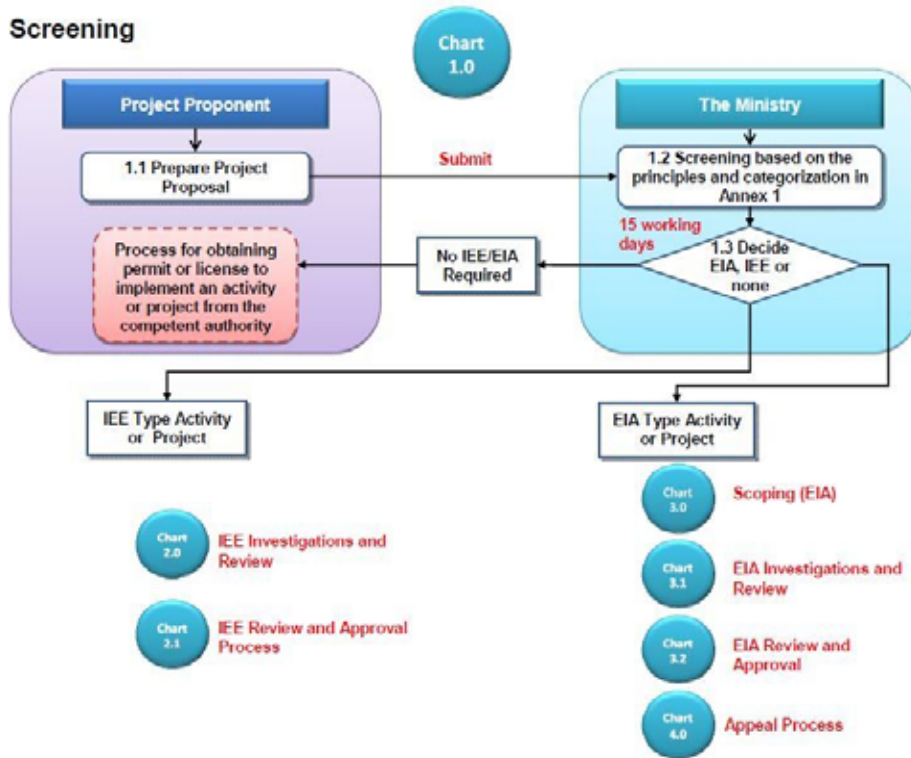 Screening
Chart
1.0
Project Proponent
The Ministry
1.1 Prepare Project
Proposal
Submit
1.2 Screening based on the
principles and categorization in
Annex 1
15 working
days
1.3 Decide
EIA, IEE or
none
No IEE/EIA
Required
Process for obtaining
permit or license to
implement an activity
or project from the
competent authority
IEE Type Activity
or Project
EIA Type Activity
or Project
Chart
2.0
IEE Investigations and
Review
Chart
2.1
IEE Review and Approval
Process
Chart
3.0
Scoping (EIA)
Chart
3.1
EIA Investigations and
Review
Chart
3.2
EIA Review and
Approval
Chart
4.0
Appeal Process